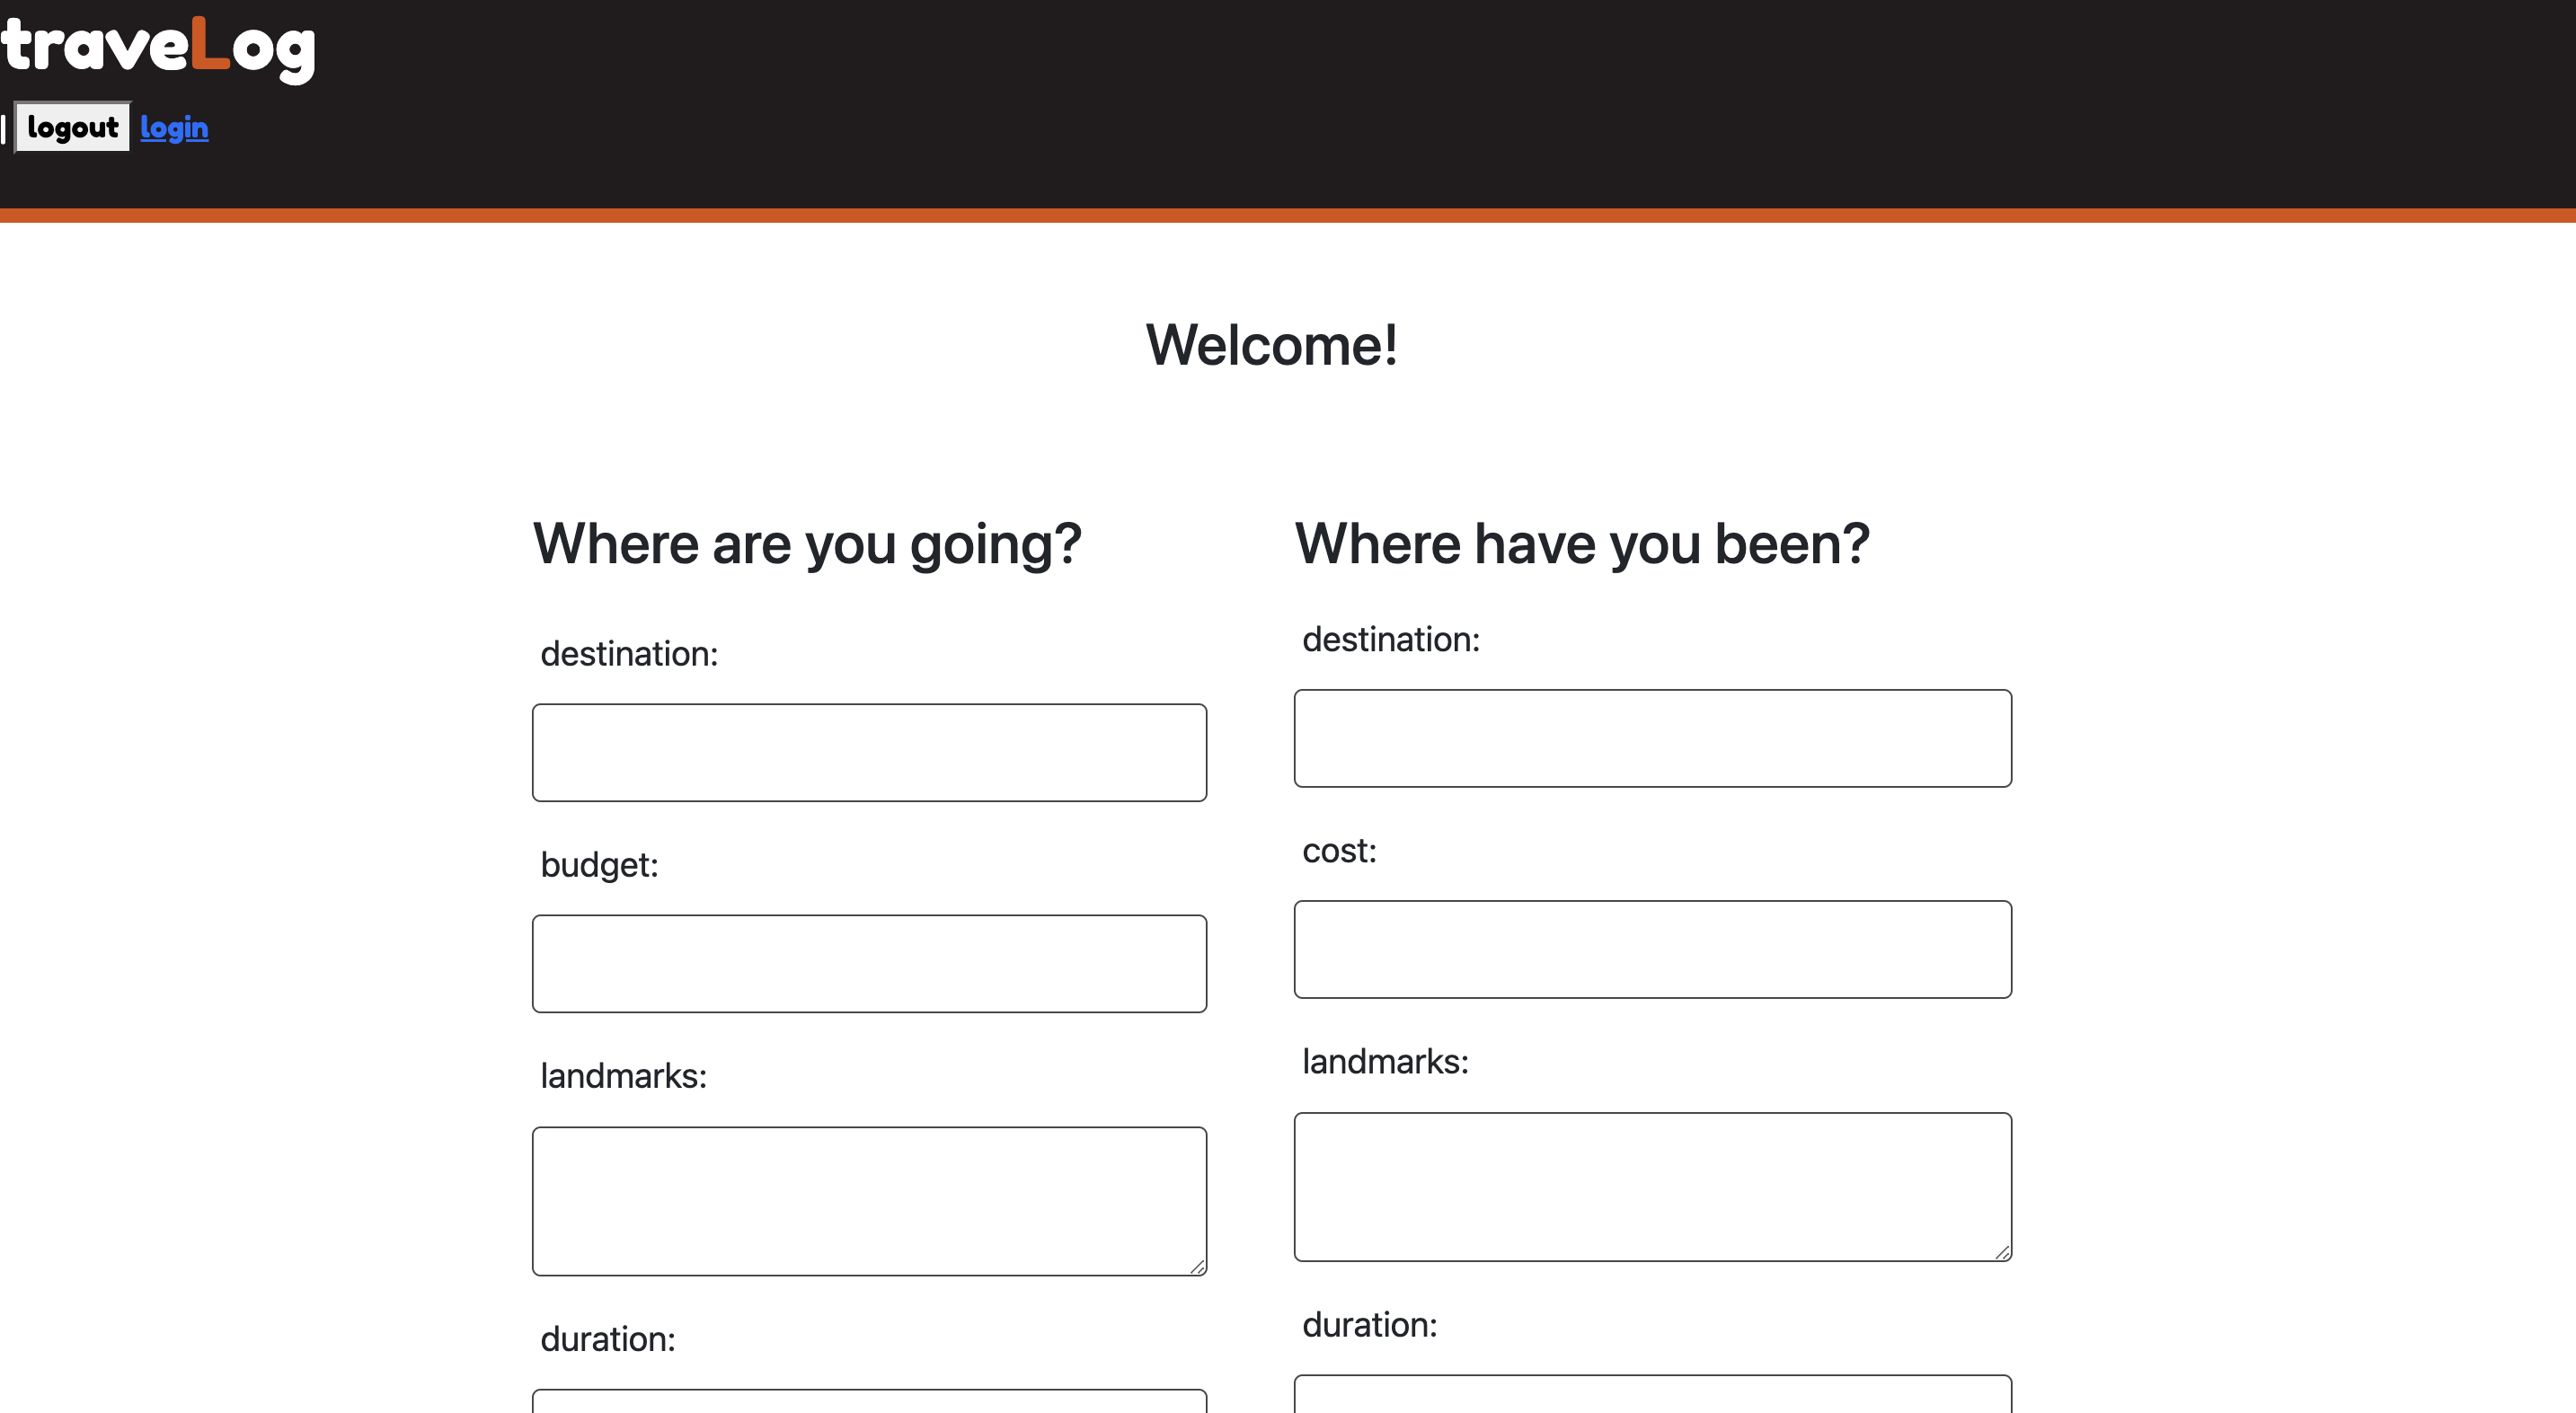 traveLog
| logout login
Welcome!
Where are you going?
destination:
budget:
landmarks:
duration:
Where have you been?
destination:
cost:
landmarks:
duration: